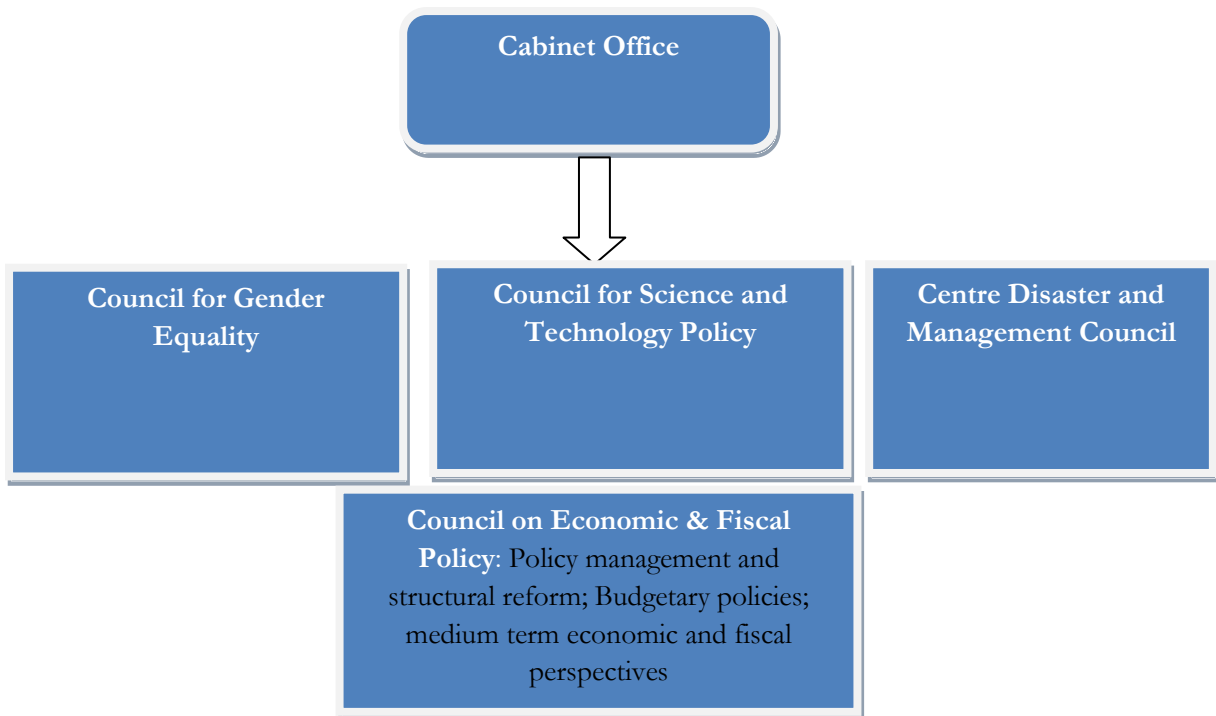 Cabinet Office
Council for Gender
Equality
Council for Science and
Technology Policy
Centre Disaster and
Management Council
Council on Economic & Fiscal
Policy: Policy management and
structural reform; Budgetary policies;
medium term economic and fiscal
perspectives